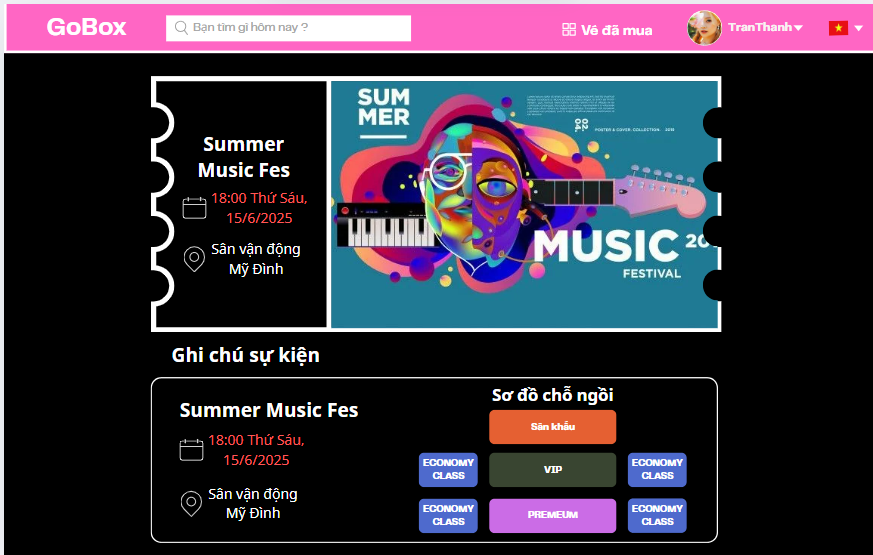 GoBox
Bạn tìm gì hôm nay ?
Vé đã mua
TranThanh
Summer
Music Fes
18:00 Thứ Sáu,
15/6/2025
Sân vận động
Mỹ Đình
SUM
MER
02.
04.
POSTER & COVER. COLLECTION. 2019
MUSIC 20
FESTIVAL
Ghi chú sự kiện
Summer Music Fes
18:00 Thứ Sáu,
15/6/2025
Sân vận động
Mỹ Đình
Sơ đồ chỗ ngồi
Sân khấu
ECONOMY
CLASS
VIP
ECONOMY
CLASS
ECONOMY
CLASS
PREMEUM
ECONOMY
CLASS